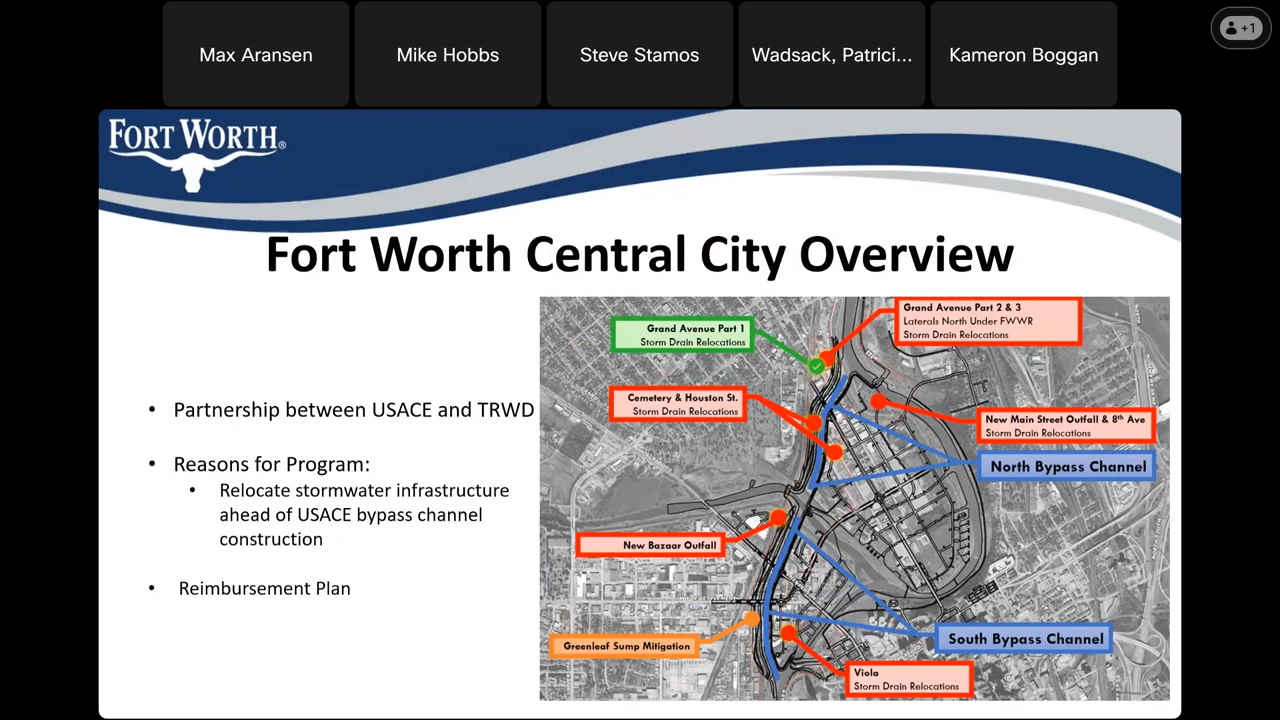 Max Aransen
Mike Hobbs
Steve Stamos
Wadsack, Patrici...
Kameron Boggan
+1
FORT WORTH®
Fort Worth Central City Overview
• Partnership between USACE and TRWD
• Reasons for Program:
• Relocate stormwater infrastructure
ahead of USACE bypass channel
construction
• Reimbursement Plan
Grand Avenue Part 1
Storm Drain Relocations
Grand Avenue Part 2 & 3
Laterals North Under FWWR
Storm Drain Relocations
Cemetery & Houston St.
Storm Drain Relocations
New Main Street Outfall & 8th Ave
Storm Drain Relocations
North Bypass Channel
New Bazaar Outfall
Greenleaf Sump Mitigation
South Bypass Channel
Viola
Storm Drain Relocations